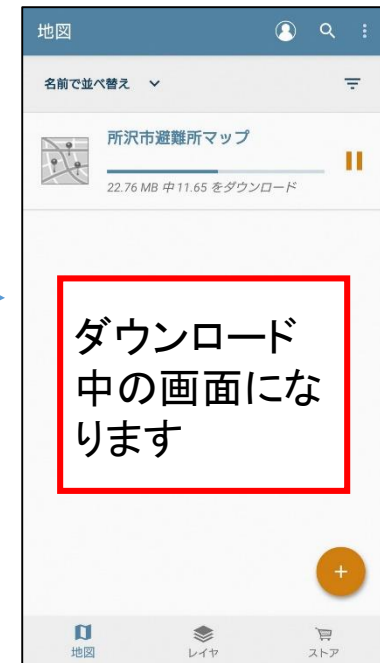 地図
名前で並べ替え
所沢市避難所マップ
22.76 MB 中 11.65 をダウンロード
ダウンロード
中の画面にな
ります
地図
レイヤ
ストア